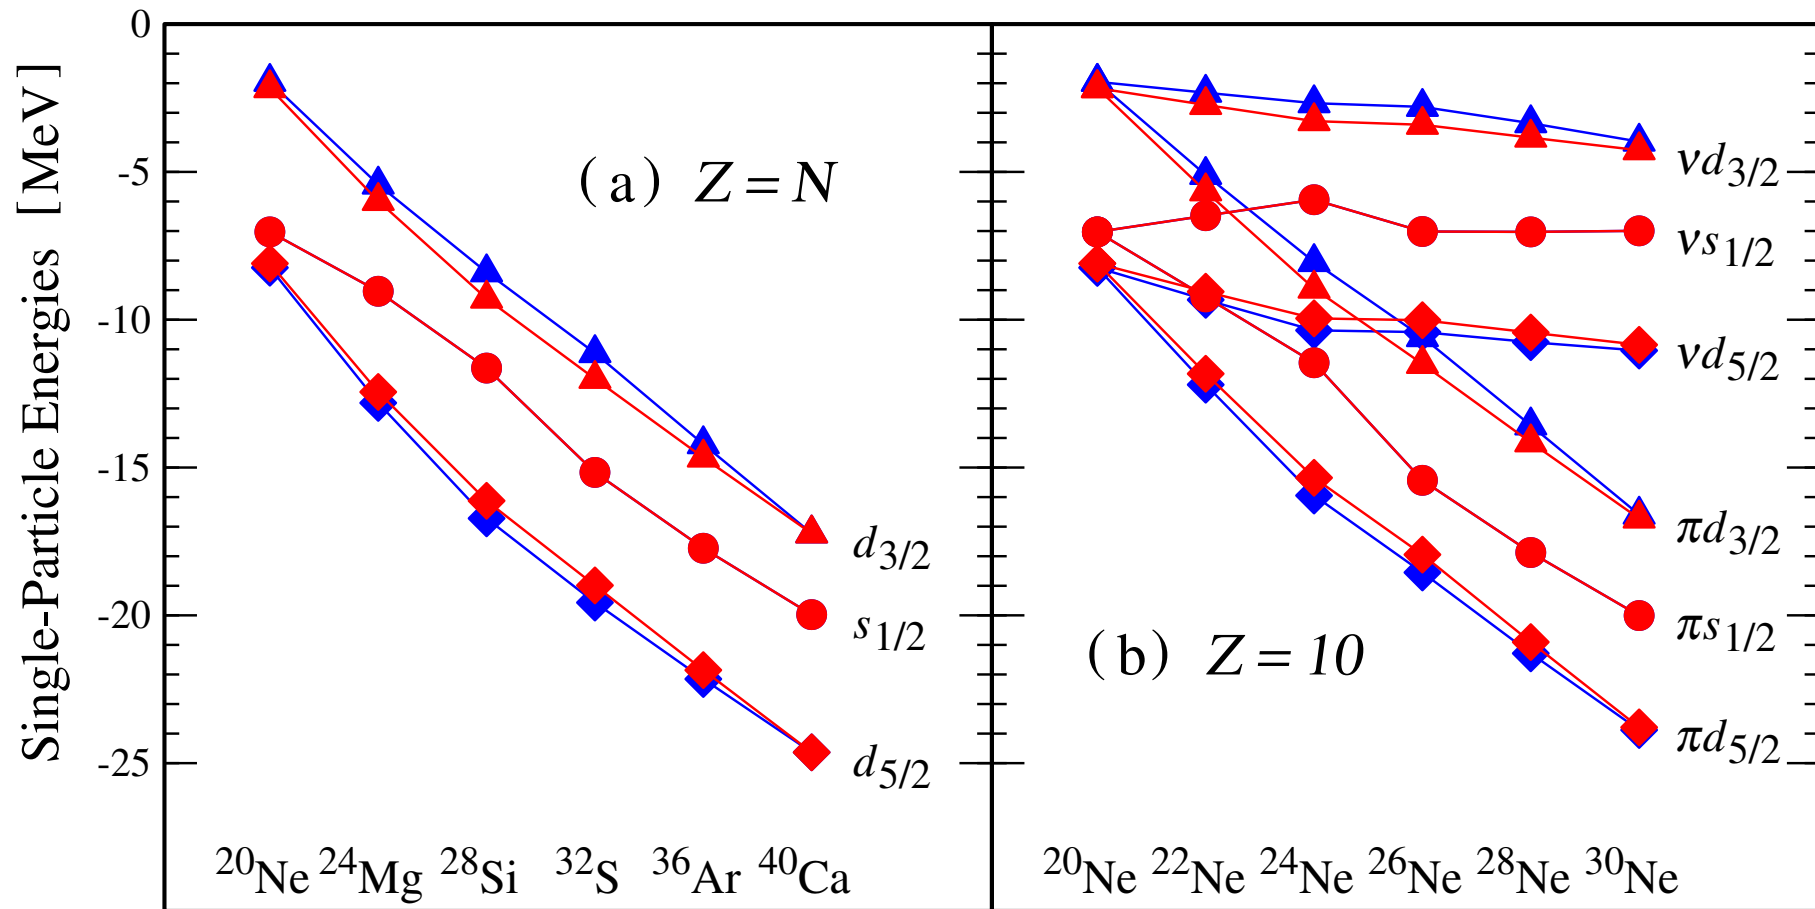 Single-Particle Energies [MeV]
0
-5
-10
-15
-20
-25
(a) Z = N
d3/2
s1/2
d5/2
20Ne 24Mg 28Si 32S 36Ar 40Ca
(b) Z = 10
νd3/2
νs1/2
νd5/2
πd3/2
πs1/2
πd5/2
20Ne 22Ne 24Ne 26Ne 28Ne 30Ne